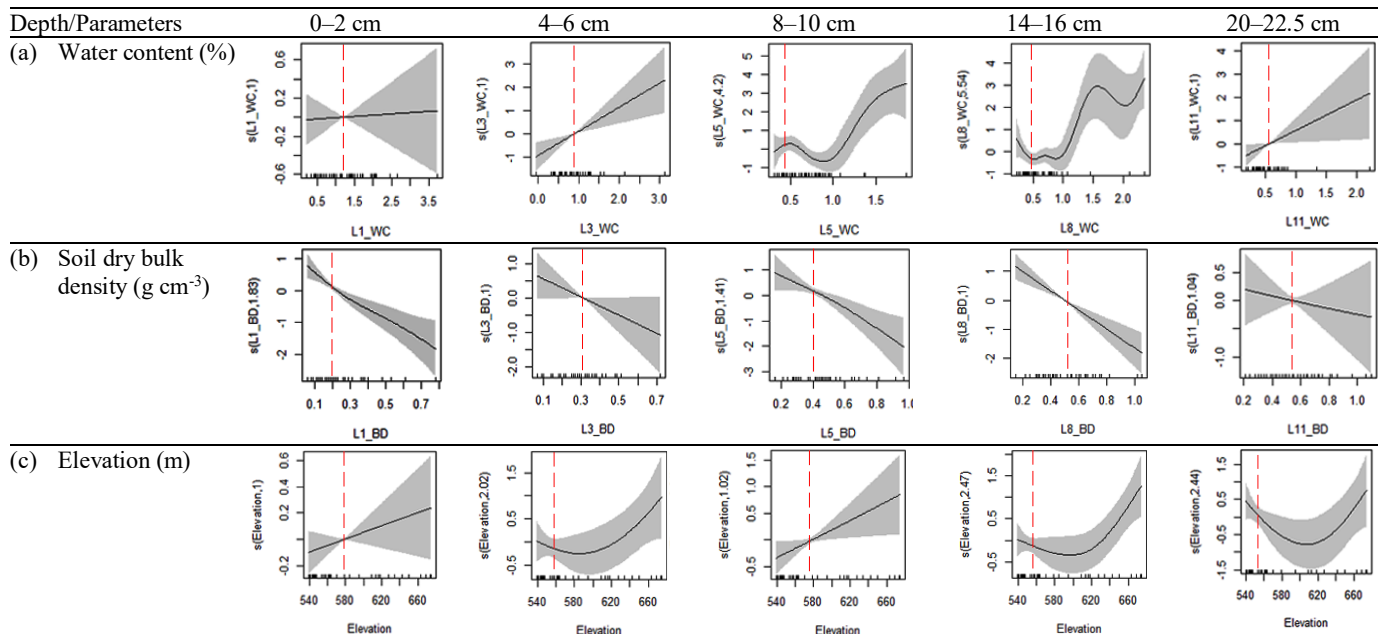 Depth/Parameters 0–2 cm 4–6 cm 8–10 cm 14–16 cm 20–22.5 cm
(a) Water content (%)
s(L1_WC,1)
0.6
0.2
-0.2
-0.6
0.5 1.5 2.5 3.5
L1_WC
s(L3_WC,1)
3
2
1
0
-1
0.0 1.0 2.0 3.0
L3_WC
s(L5_WC,4.2)
5
4
3
2
1
-1
0.5 1.0 1.5
L5_WC
s(L8_WC,5.54)
4
3
2
1
0
-1
0.5 1.0 1.5 2.0
L8_WC
s(L11_WC,1)
4
3
2
1
0
-1
0.5 1.0 1.5 2.0
L11_WC
(b) Soil dry bulk
density (g cm-3)
s(L1_BD,1.83)
1
0
-1
-2
0.1 0.3 0.5 0.7
L1_BD
s(L3_BD,1)
1.0
0.0
-1.0
-2.0
0.1 0.3 0.5 0.7
L3_BD
s(L5_BD,1.41)
1
0
-1
-2
-3
0.2 0.4 0.6 0.8 1.0
L5_BD
s(L8_BD,1)
1
0
-1
-2
0.2 0.4 0.6 0.8 1.0
L8_BD
s(L11_BD,1.04)
0.5
0.0
-1.0
0.2 0.4 0.6 0.8 1.0
L11_BD
(c) Elevation (m)
s(Elevation,1)
0.6
0.4
0.2
0
-0.2
540 580 620 660
Elevation
s(Elevation,2.02)
1.5
0.5
-0.5
540 580 620 660
Elevation
s(Elevation,1.02)
1.5
1.0
0.5
0.0
-0.5
540 580 620 660
Elevation
s(Elevation,2.47)
1.5
0.5
-0.5
540 580 620 660
Elevation
s(Elevation,2.44)
1.5
0.5
-0.5
-1.5
540 580 620 660
Elevation